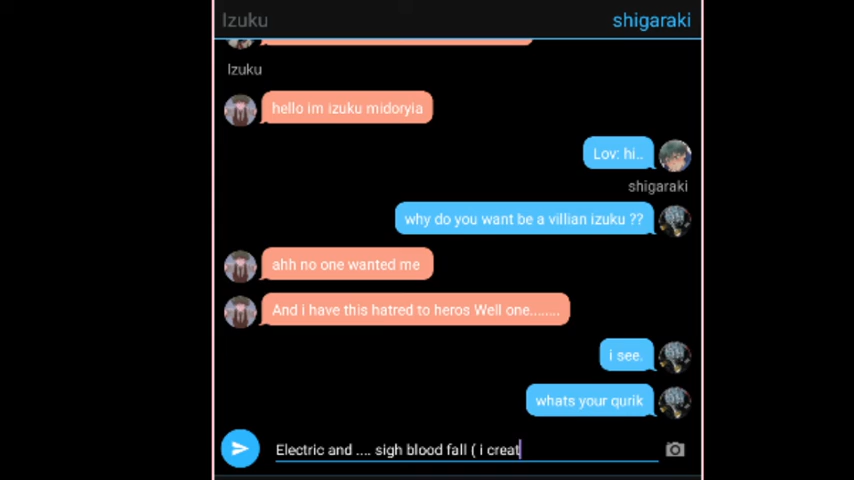 Izuku
shigaraki
Izuku
hello im izuku midoryia
Lov: hi..
shigaraki
why do you want be a villian izuku ??
ahh no one wanted me
And i have this hatred to heros Well one........
i see.
whats your qurik
Electric and .... sigh blood fall ( i creat